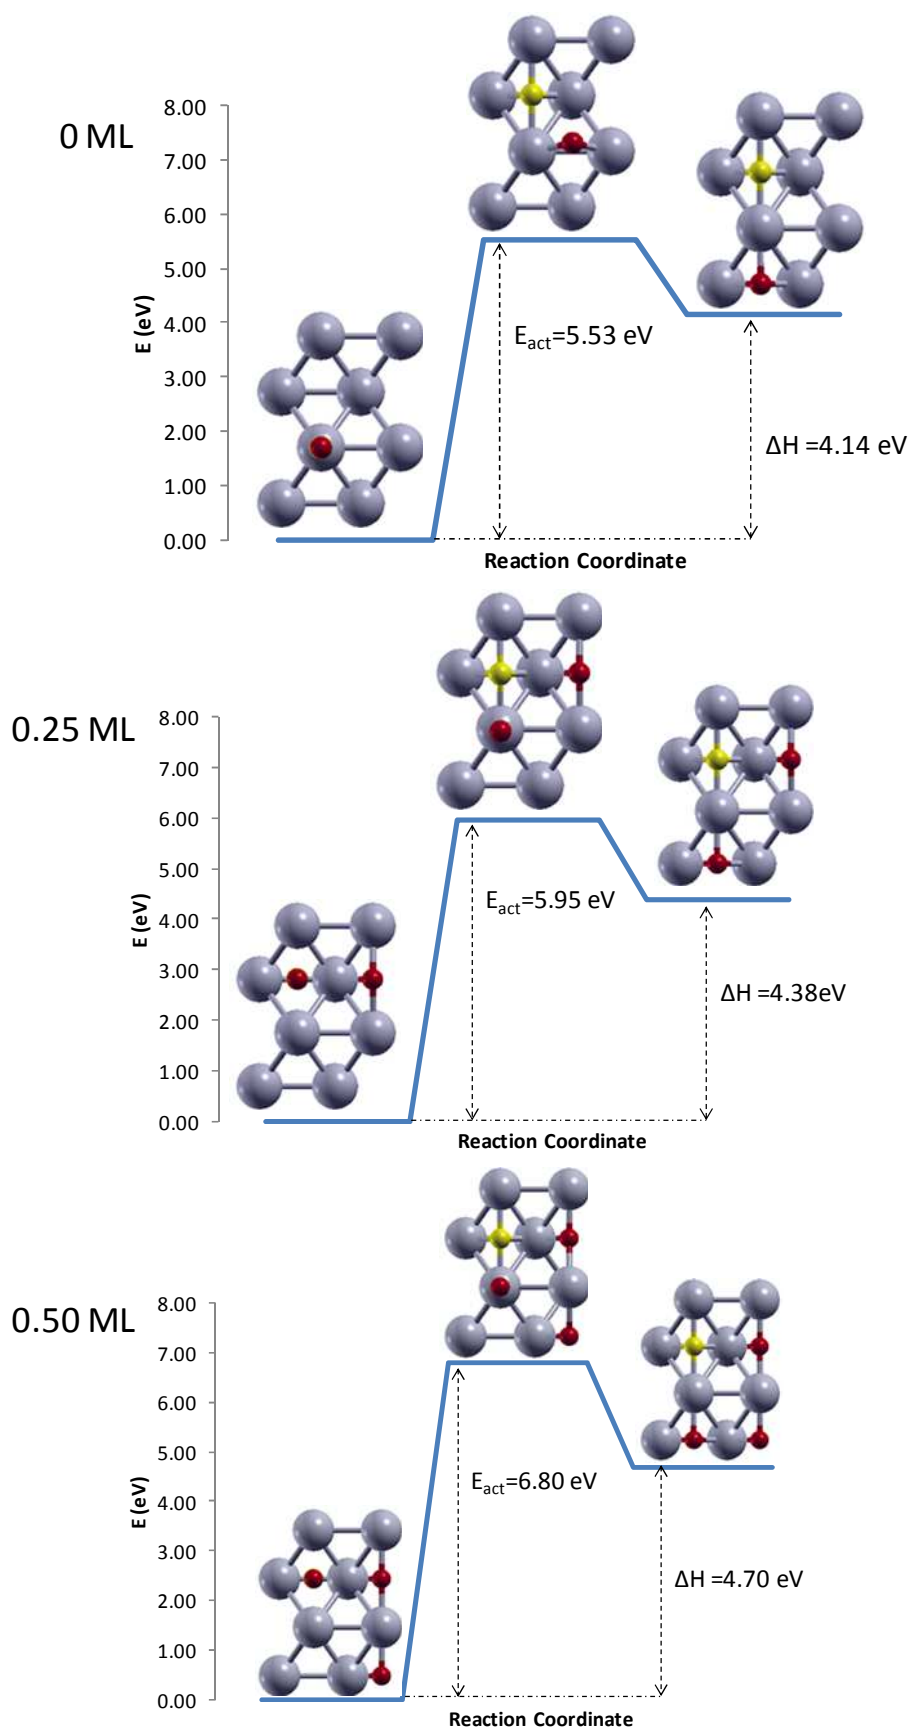 0 ML
E (eV)
8.00
7.00
6.00
5.00
4.00
3.00
2.00
1.00
0.00
Eact=5.53 eV
ΔH =4.14 eV
Reaction Coordinate
0.25 ML
E (eV)
8.00
7.00
6.00
5.00
4.00
3.00
2.00
1.00
0.00
Eact=5.95 eV
ΔH =4.38eV
Reaction Coordinate
0.50 ML
E (eV)
8.00
7.00
6.00
5.00
4.00
3.00
2.00
1.00
0.00
Eact=6.80 eV
ΔH =4.70 eV
Reaction Coordinate